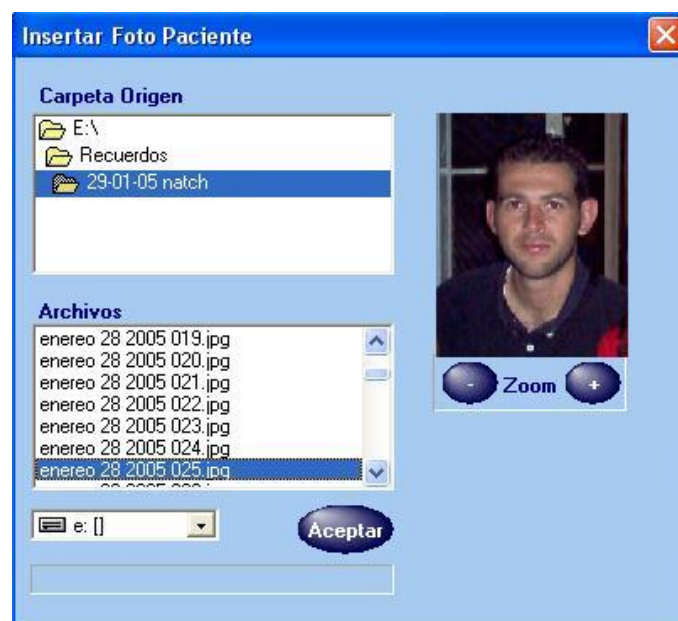 Insertar Foto Paciente
Carpeta Origen
E:\
Recuerdos
29-01-05 natch
Archivos
enereo 28 2005 019.jpg
enereo 28 2005 020.jpg
enereo 28 2005 021.jpg
enereo 28 2005 022.jpg
enereo 28 2005 023.jpg
enereo 28 2005 024.jpg
enereo 28 2005 025.jpg
- Zoom +
e: []
Aceptar